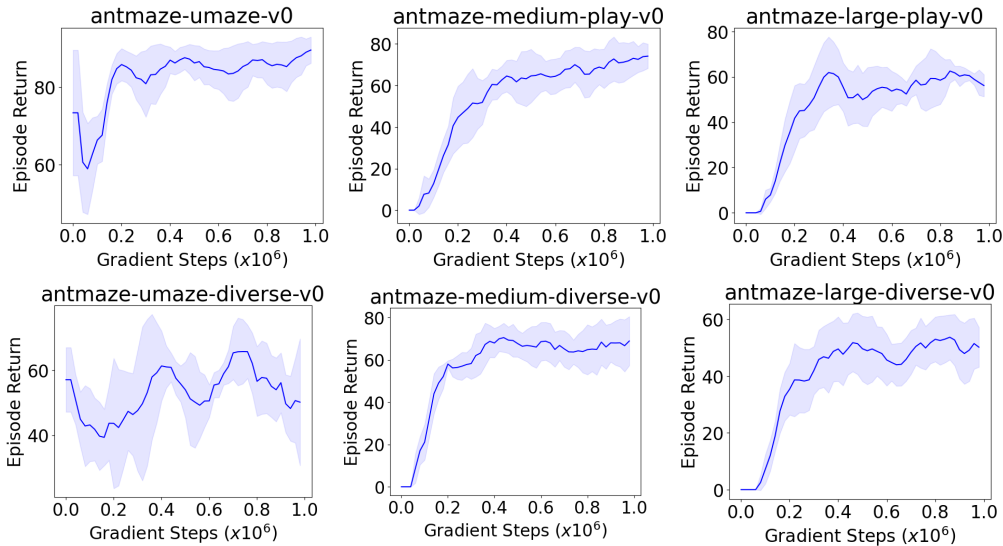 antmaze-umaze-v0
80
60
Episode Return
0.0 0.2 0.4 0.6 0.8 1.0
Gradient Steps (x10^6)
antmaze-medium-play-v0
80
60
40
20
0
Episode Return
0.0 0.2 0.4 0.6 0.8 1.0
Gradient Steps (x10^6)
antmaze-large-play-v0
80
60
40
20
0
Episode Return
0.0 0.2 0.4 0.6 0.8 1.0
Gradient Steps (x10^6)
antmaze-umaze-diverse-v0
60
40
Episode Return
0.0 0.2 0.4 0.6 0.8 1.0
Gradient Steps (x10^6)
antmaze-medium-diverse-v0
80
60
40
20
0
Episode Return
0.0 0.2 0.4 0.6 0.8 1.0
Gradient Steps (x10^6)
antmaze-large-diverse-v0
60
40
20
0
Episode Return
0.0 0.2 0.4 0.6 0.8 1.0
Gradient Steps (x10^6)